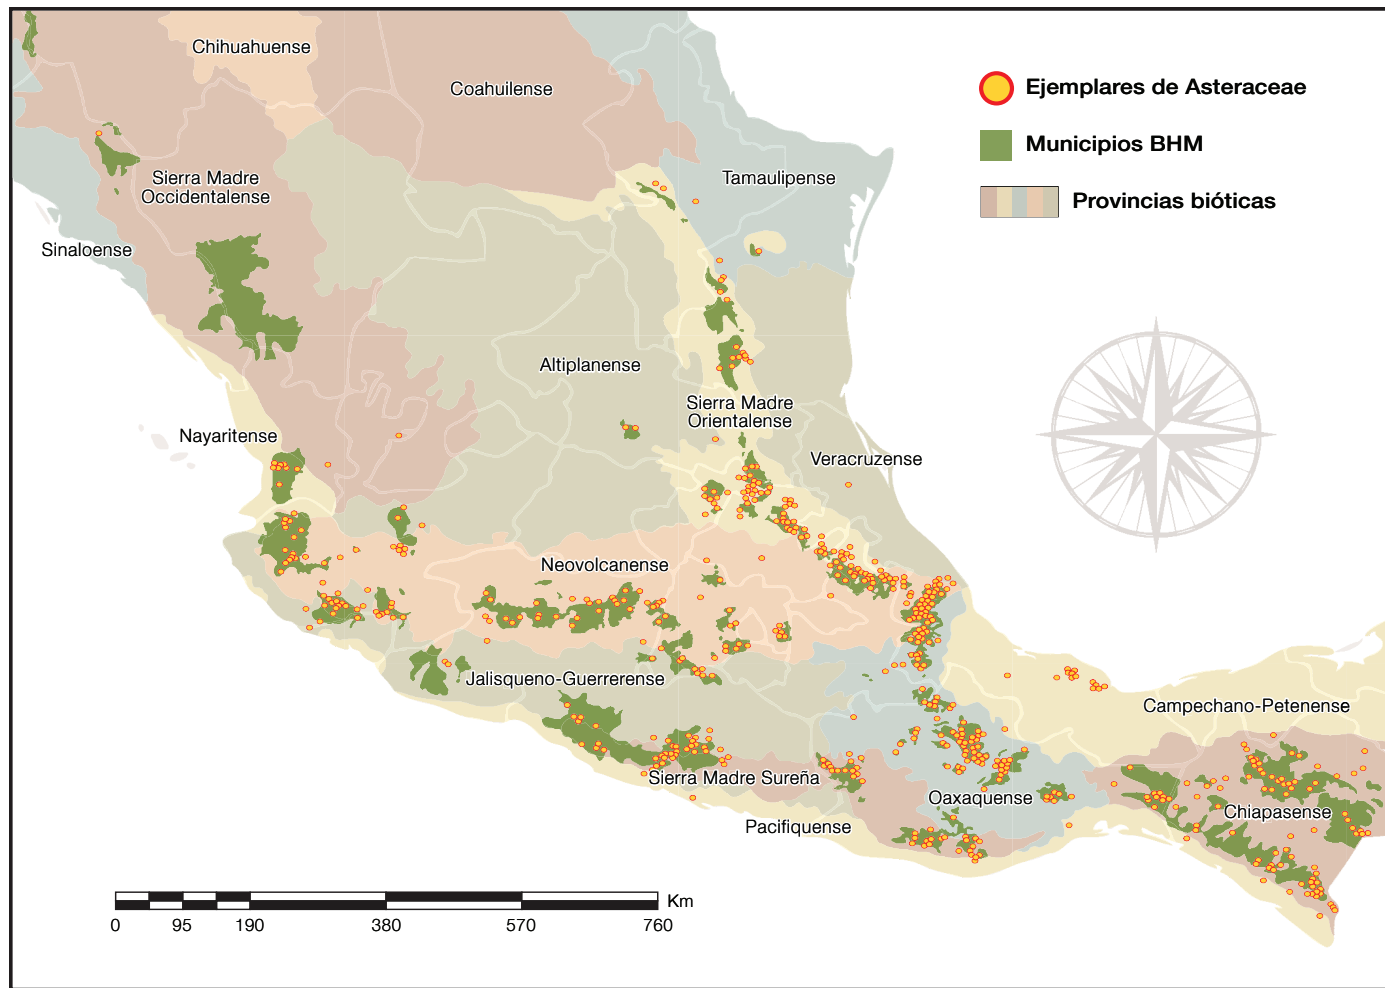 Chihuahuense
Coahuilense
Ejemplares de Asteraceae
Municipios BHM
Sierra Madre
Occidentalense
Tamaulipense
Provincias bióticas
Sinaloense
Altiplanense
Sierra Madre
Orientalense
Nayaritense
Veracruzense
Neovolcanense
Jalisqueno-Guerrerense
Campechano-Petenense
Sierra Madre Sureña
Oaxaquense
Chiapasense
Pacifiquense
Km
0 95 190 380 570 760